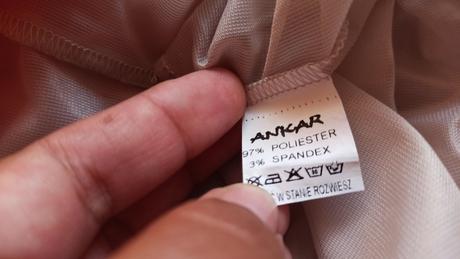 ANKAR
97% POLIESTER
3% SPANDEX
W STANIE ROZWIESZ